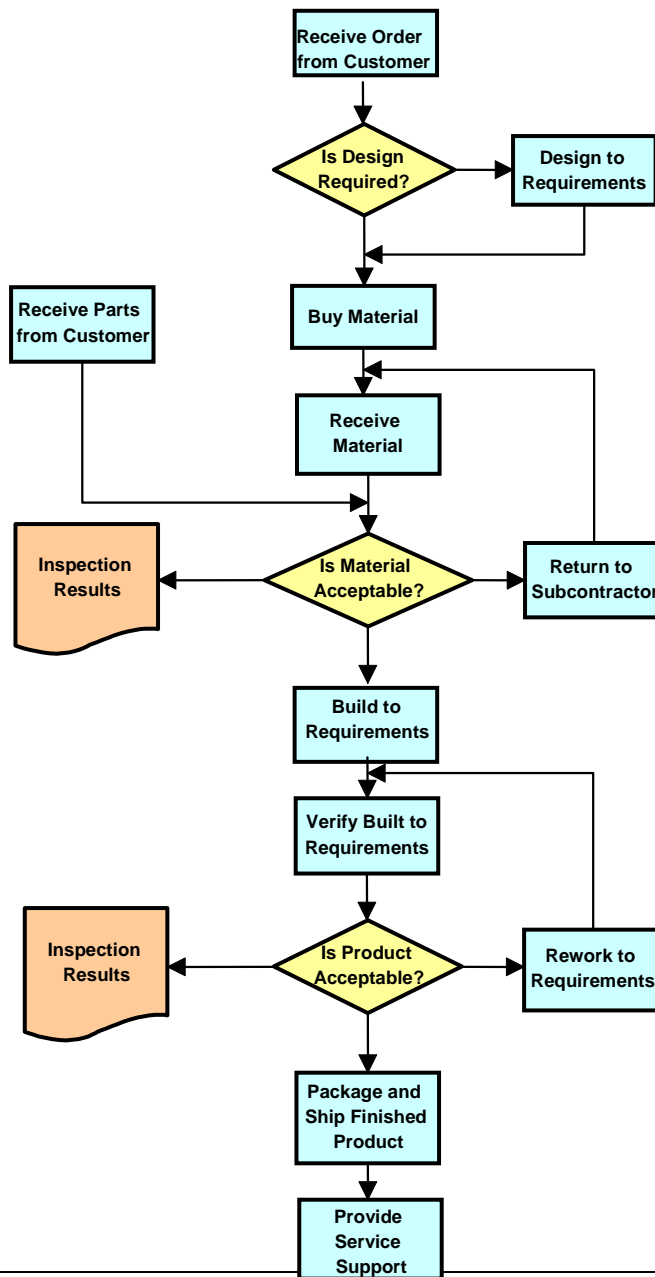 Receive Order
from Customer
Is Design
Required?
Design to
Requirements
Buy Material
Receive Parts
from Customer
Receive
Material
Inspection
Results
Is Material
Acceptable?
Return to
Subcontractor
Build to
Requirements
Verify Built to
Requirements
Inspection
Results
Is Product
Acceptable?
Rework to
Requirements
Package and
Ship Finished
Product
Provide
Service
Support